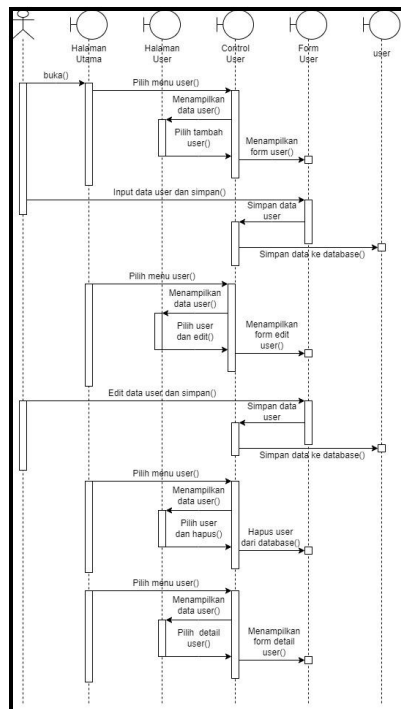 Halaman
Utama
Halaman
User
Control
User
Form
User
user
buka()
Pilih menu user()
Menampilkan
data user()
Pilih tambah
user()
Menampilkan
form user()
Input data user dan simpan()
Simpan data
user
Simpan data ke database()
Pilih menu user()
Menampilkan
data user()
Pilih user
dan edit()
Menampilkan
form edit
user()
Edit data user dan simpan()
Simpan data
user
Simpan data ke database()
Pilih menu user()
Menampilkan
data user()
Pilih user
dan hapus()
Hapus user
dari database()
Pilih menu user()
Menampilkan
data user()
Pilih detail
user()
Menampilkan
form detail
user()